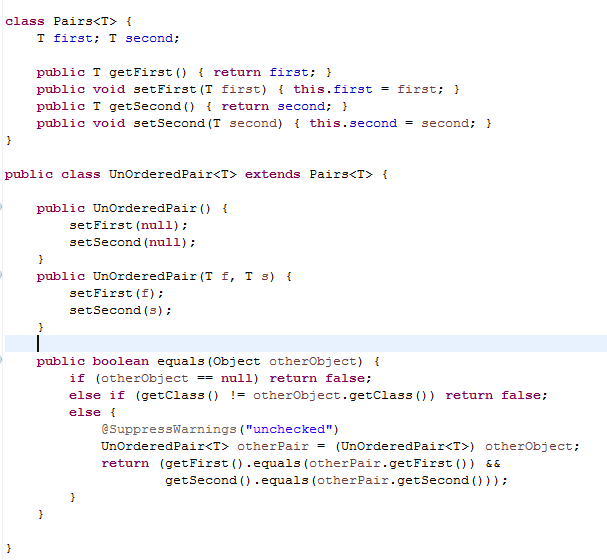 class Pairs<T> {
    T first; T second;

    public T getFirst() { return first; }
    public void setFirst(T first) { this.first = first; }
    public T getSecond() { return second; }
    public void setSecond(T second) { this.second = second; }
}

public class UnOrderedPair<T> extends Pairs<T> {

    public UnOrderedPair() {
        setFirst(null);
        setSecond(null);
    }
    public UnOrderedPair(T f, T s) {
        setFirst(f);
        setSecond(s);
    }

    public boolean equals(Object otherObject) {
        if (otherObject == null) return false;
        else if (getClass() != otherObject.getClass()) return false;
        else {
            @SuppressWarnings("unchecked")
            UnOrderedPair<T> otherPair = (UnOrderedPair<T>) otherObject;
            return (getFirst().equals(otherPair.getFirst()) &&
                    getSecond().equals(otherPair.getSecond()));
        }
    }

}